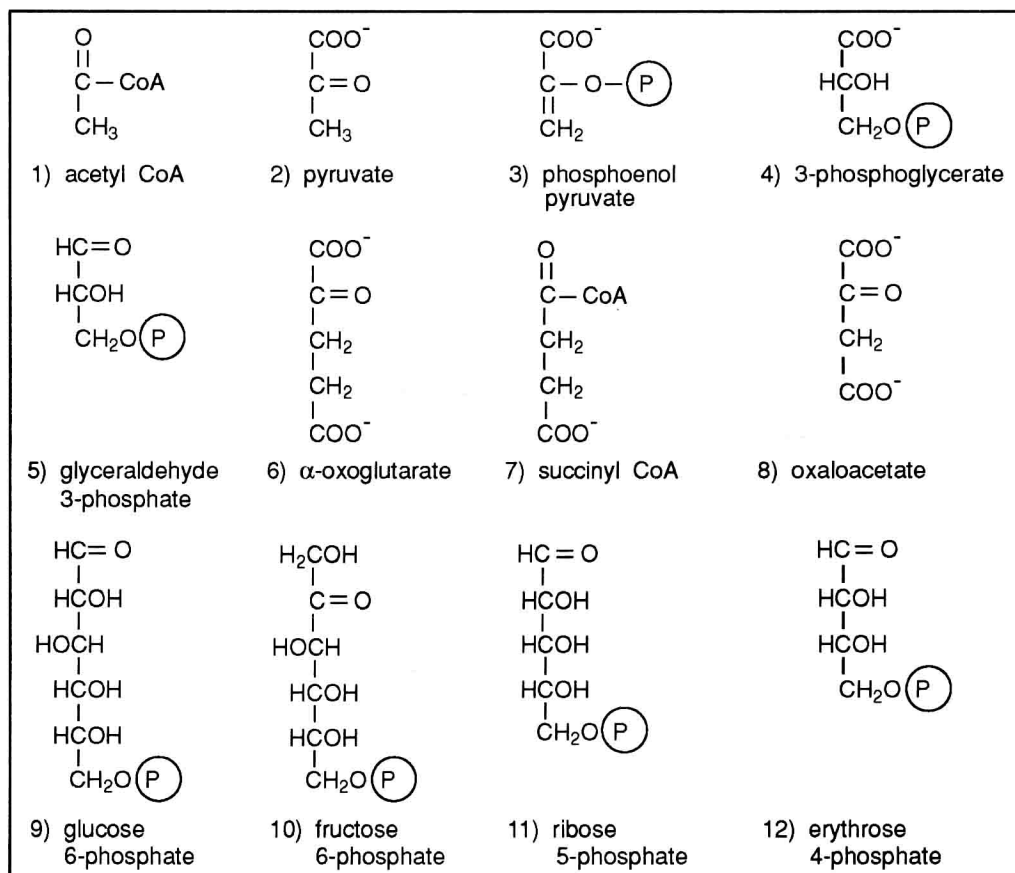 O
C – CoA
CH₃
1) acetyl CoA
COO⁻
C = O
CH₃
2) pyruvate
COO⁻
C – O – P
CH₂
3) phosphoenol
pyruvate
COO⁻
HCOH
CH₂O P
4) 3-phosphoglycerate
HC = O
HCOH
CH₂O P
5) glyceraldehyde
3-phosphate
COO⁻
C = O
CH₂
CH₂
COO⁻
6) α-oxoglutarate
O
C – CoA
CH₂
CH₂
COO⁻
7) succinyl CoA
COO⁻
C = O
CH₂
COO⁻
8) oxaloacetate
HC = O
HCOH
HOCH
HCOH
HCOH
CH₂O P
9) glucose
6-phosphate
H₂COH
C = O
HOCH
HCOH
HCOH
CH₂O P
10) fructose
6-phosphate
HC = O
HCOH
HCOH
HCOH
CH₂O P
11) ribose
5-phosphate
HC = O
HCOH
HCOH
CH₂O P
12) erythrose
4-phosphate